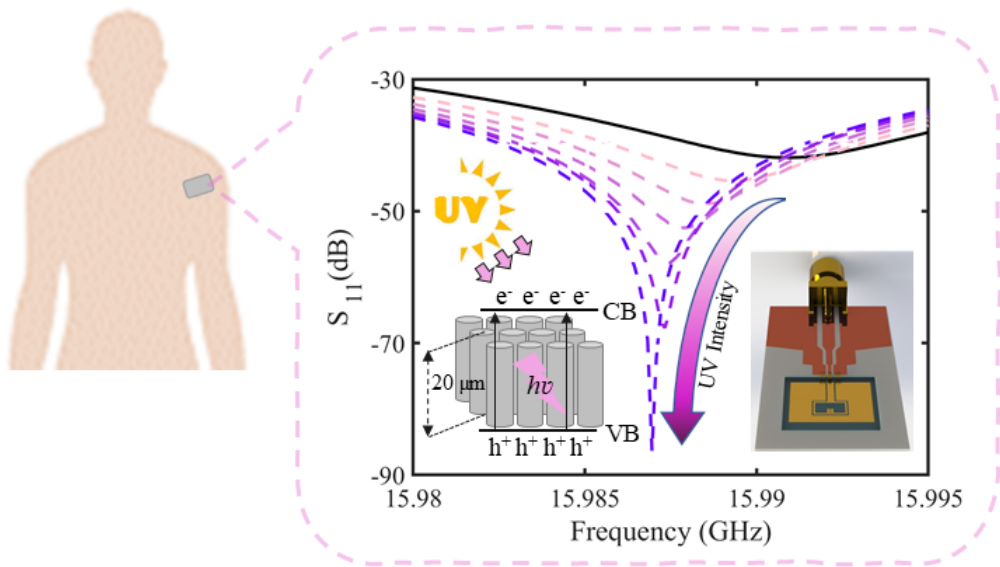 -30
-50
-70
-90
S11(dB)
15.98
15.985
15.99
15.995
Frequency (GHz)
UV
e- e- e- e-
CB
20 μm
hυ
VB
h+ h+ h+ h+
UV Intensity